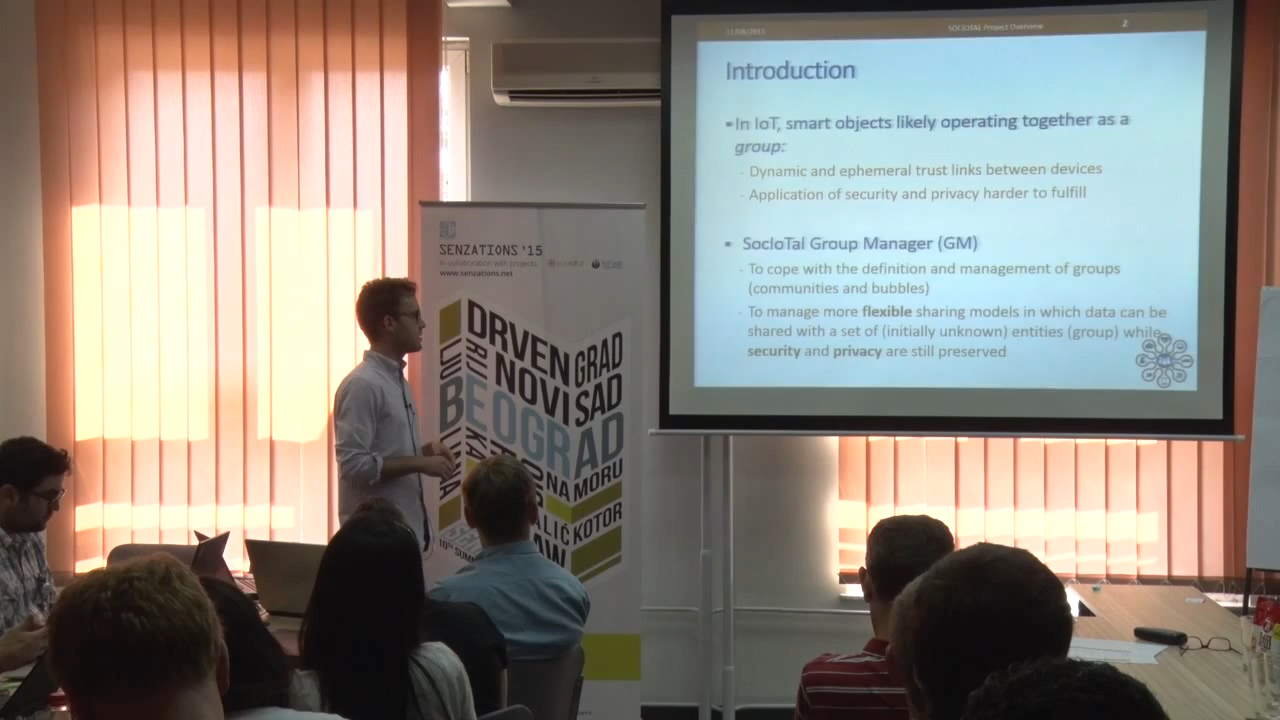 11/06/2015
SOCIOTAL Project Overview
2
Introduction
In IoT, smart objects likely operating together as a
group:
- Dynamic and ephemeral trust links between devices
- Application of security and privacy harder to fulfill
SocIoTal Group Manager (GM)
- To cope with the definition and management of groups
(communities and bubbles)
- To manage more flexible sharing models in which data can be
shared with a set of (initially unknown) entities (group) while
security and privacy are still preserved
SENZATIONS '15
In collaboration with projects:
www.senzations.net
DRVEN
GRAD
NOVI
SAD
BEOGRAD
NA
MORU
KOTOR
10TH